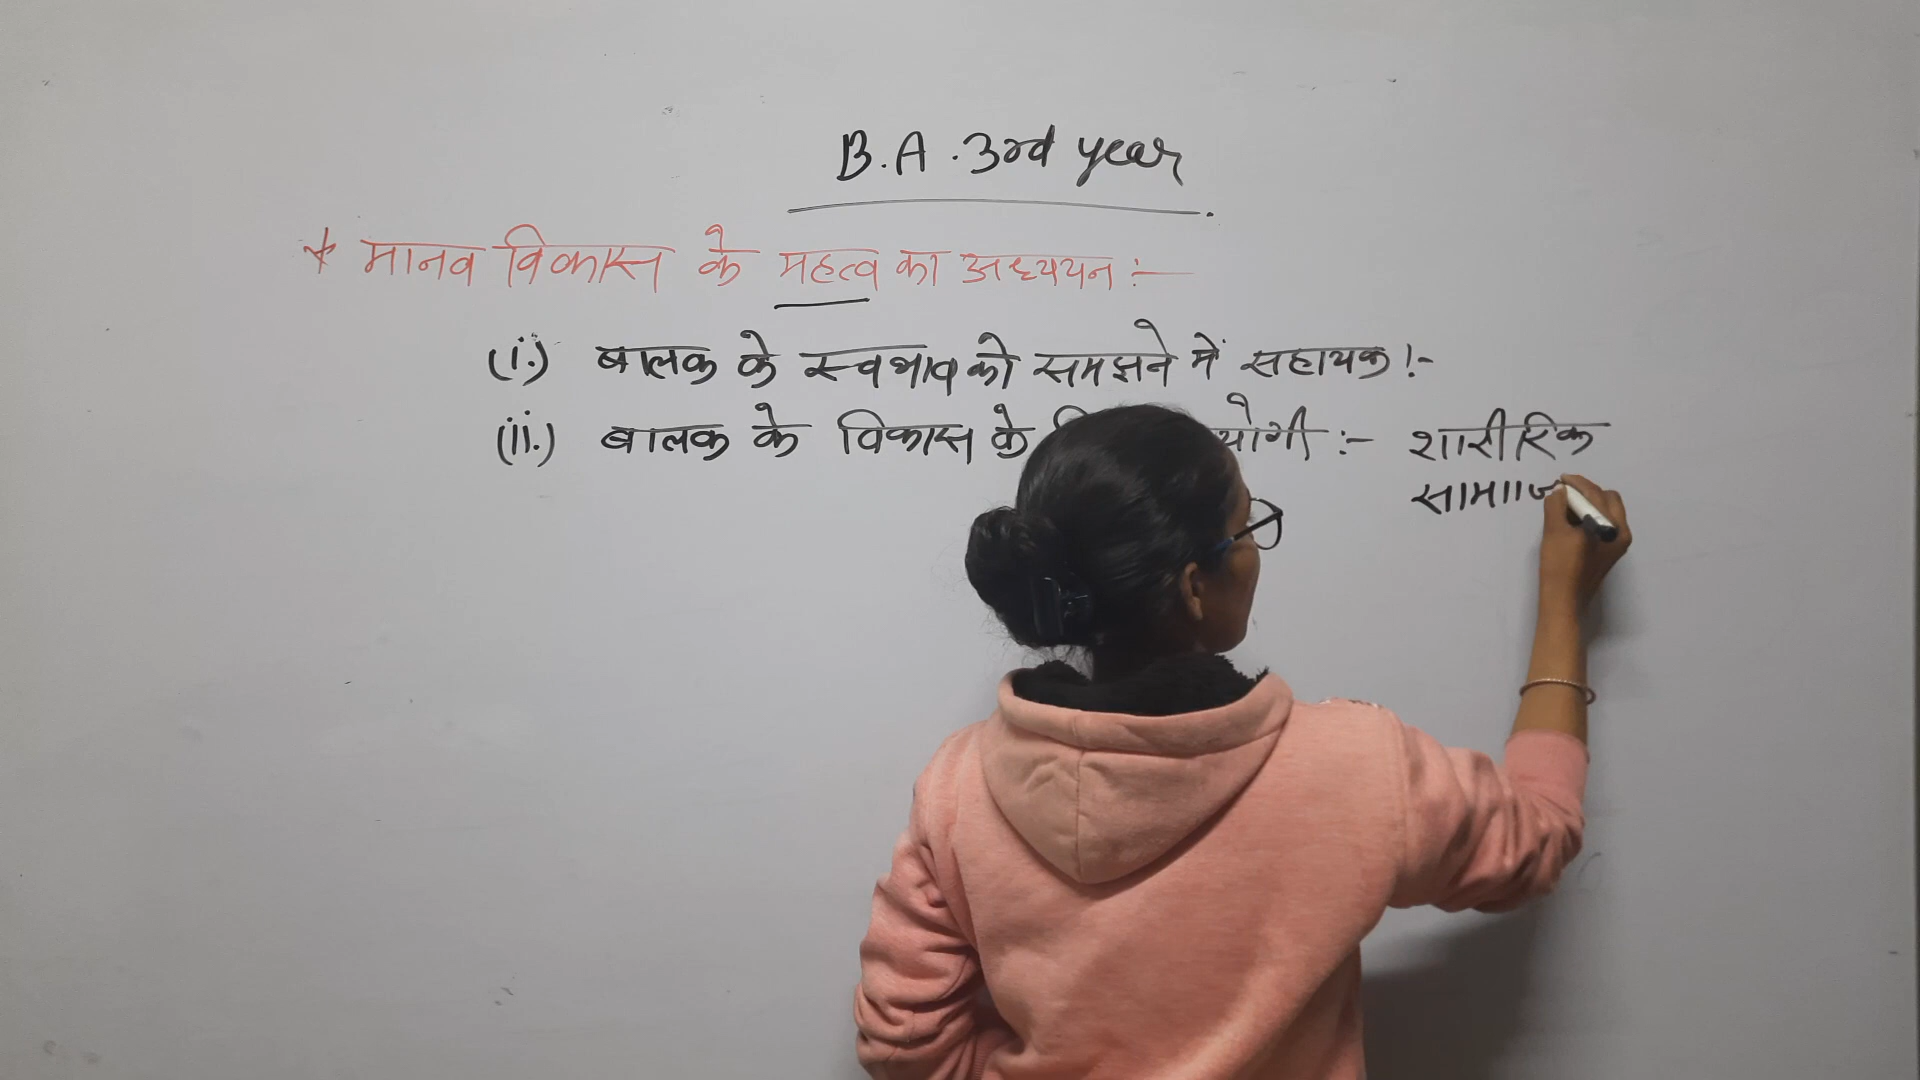 B.A. 3rd year
* मानव विकास के महत्व का अध्ययन :-
(i.) बालक के स्वभाव को समझने में सहायक :-
(ii.) बालक के विकास के :- शारीरिक